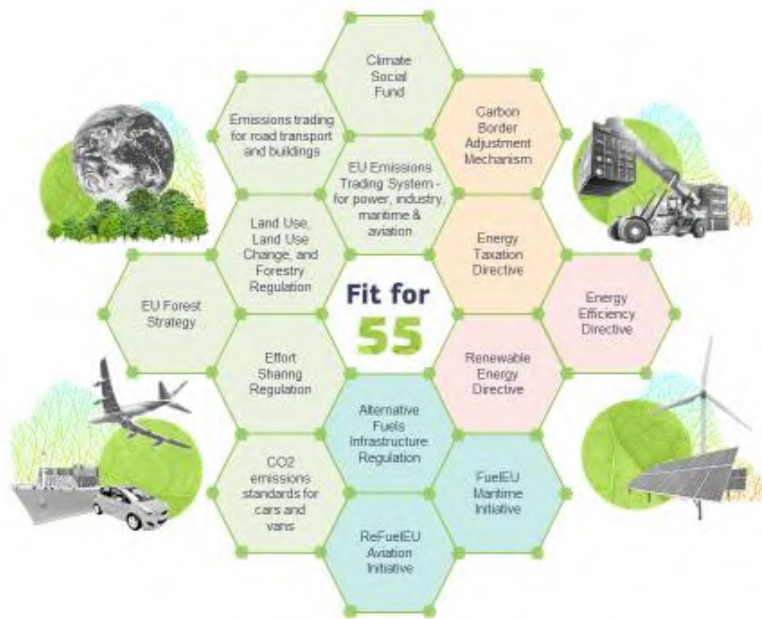 Climate
Social
Fund
Emissions trading
for road transport
and buildings
Carbon
Border
Adjustment
Mechanism
EU Emissions
Trading System -
for power, industry,
maritime &
aviation
Land Use,
Land Use
Change, and
Forestry
Regulation
Energy
Taxation
Directive
EU Forest
Strategy
Fit for
55
Energy
Efficiency
Directive
Effort
Sharing
Regulation
Renewable
Energy
Directive
Alternative
Fuels
Infrastructure
Regulation
CO2
emissions
standards for
cars and
vans
FuelEU
Maritime
Initiative
ReFuelEU
Aviation
Initiative